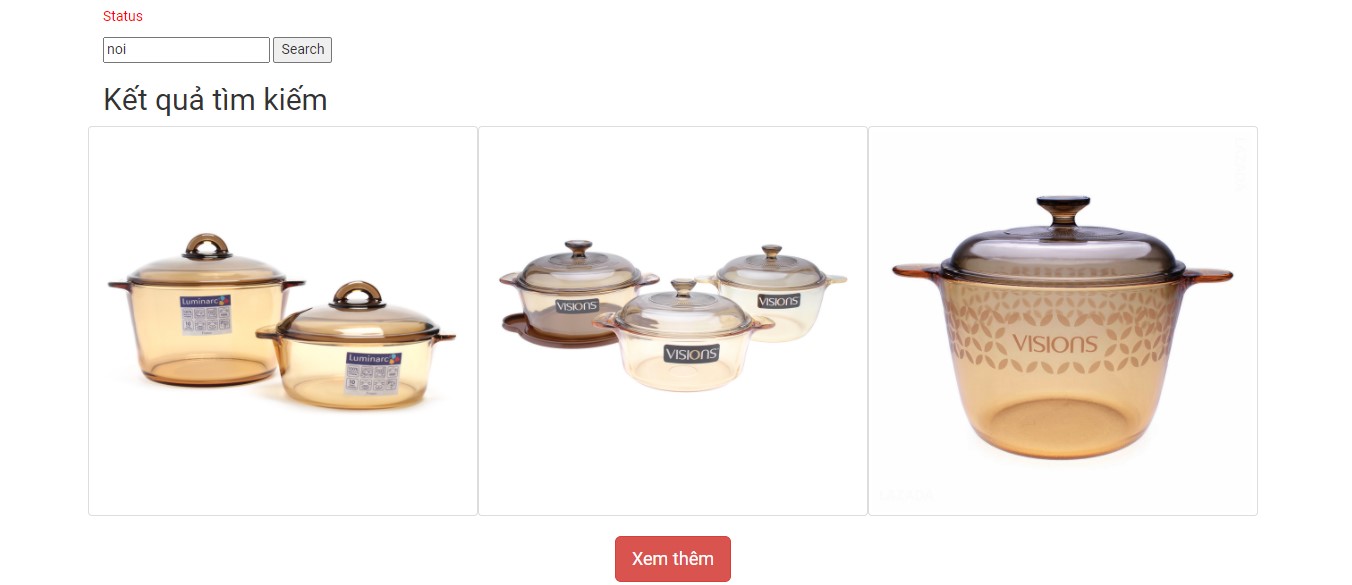 Status
noi Search
Kết quả tìm kiếm
Luminarc
Luminarc
VISIONS
VISIONS
VISIONS
VISIONS
Xem thêm